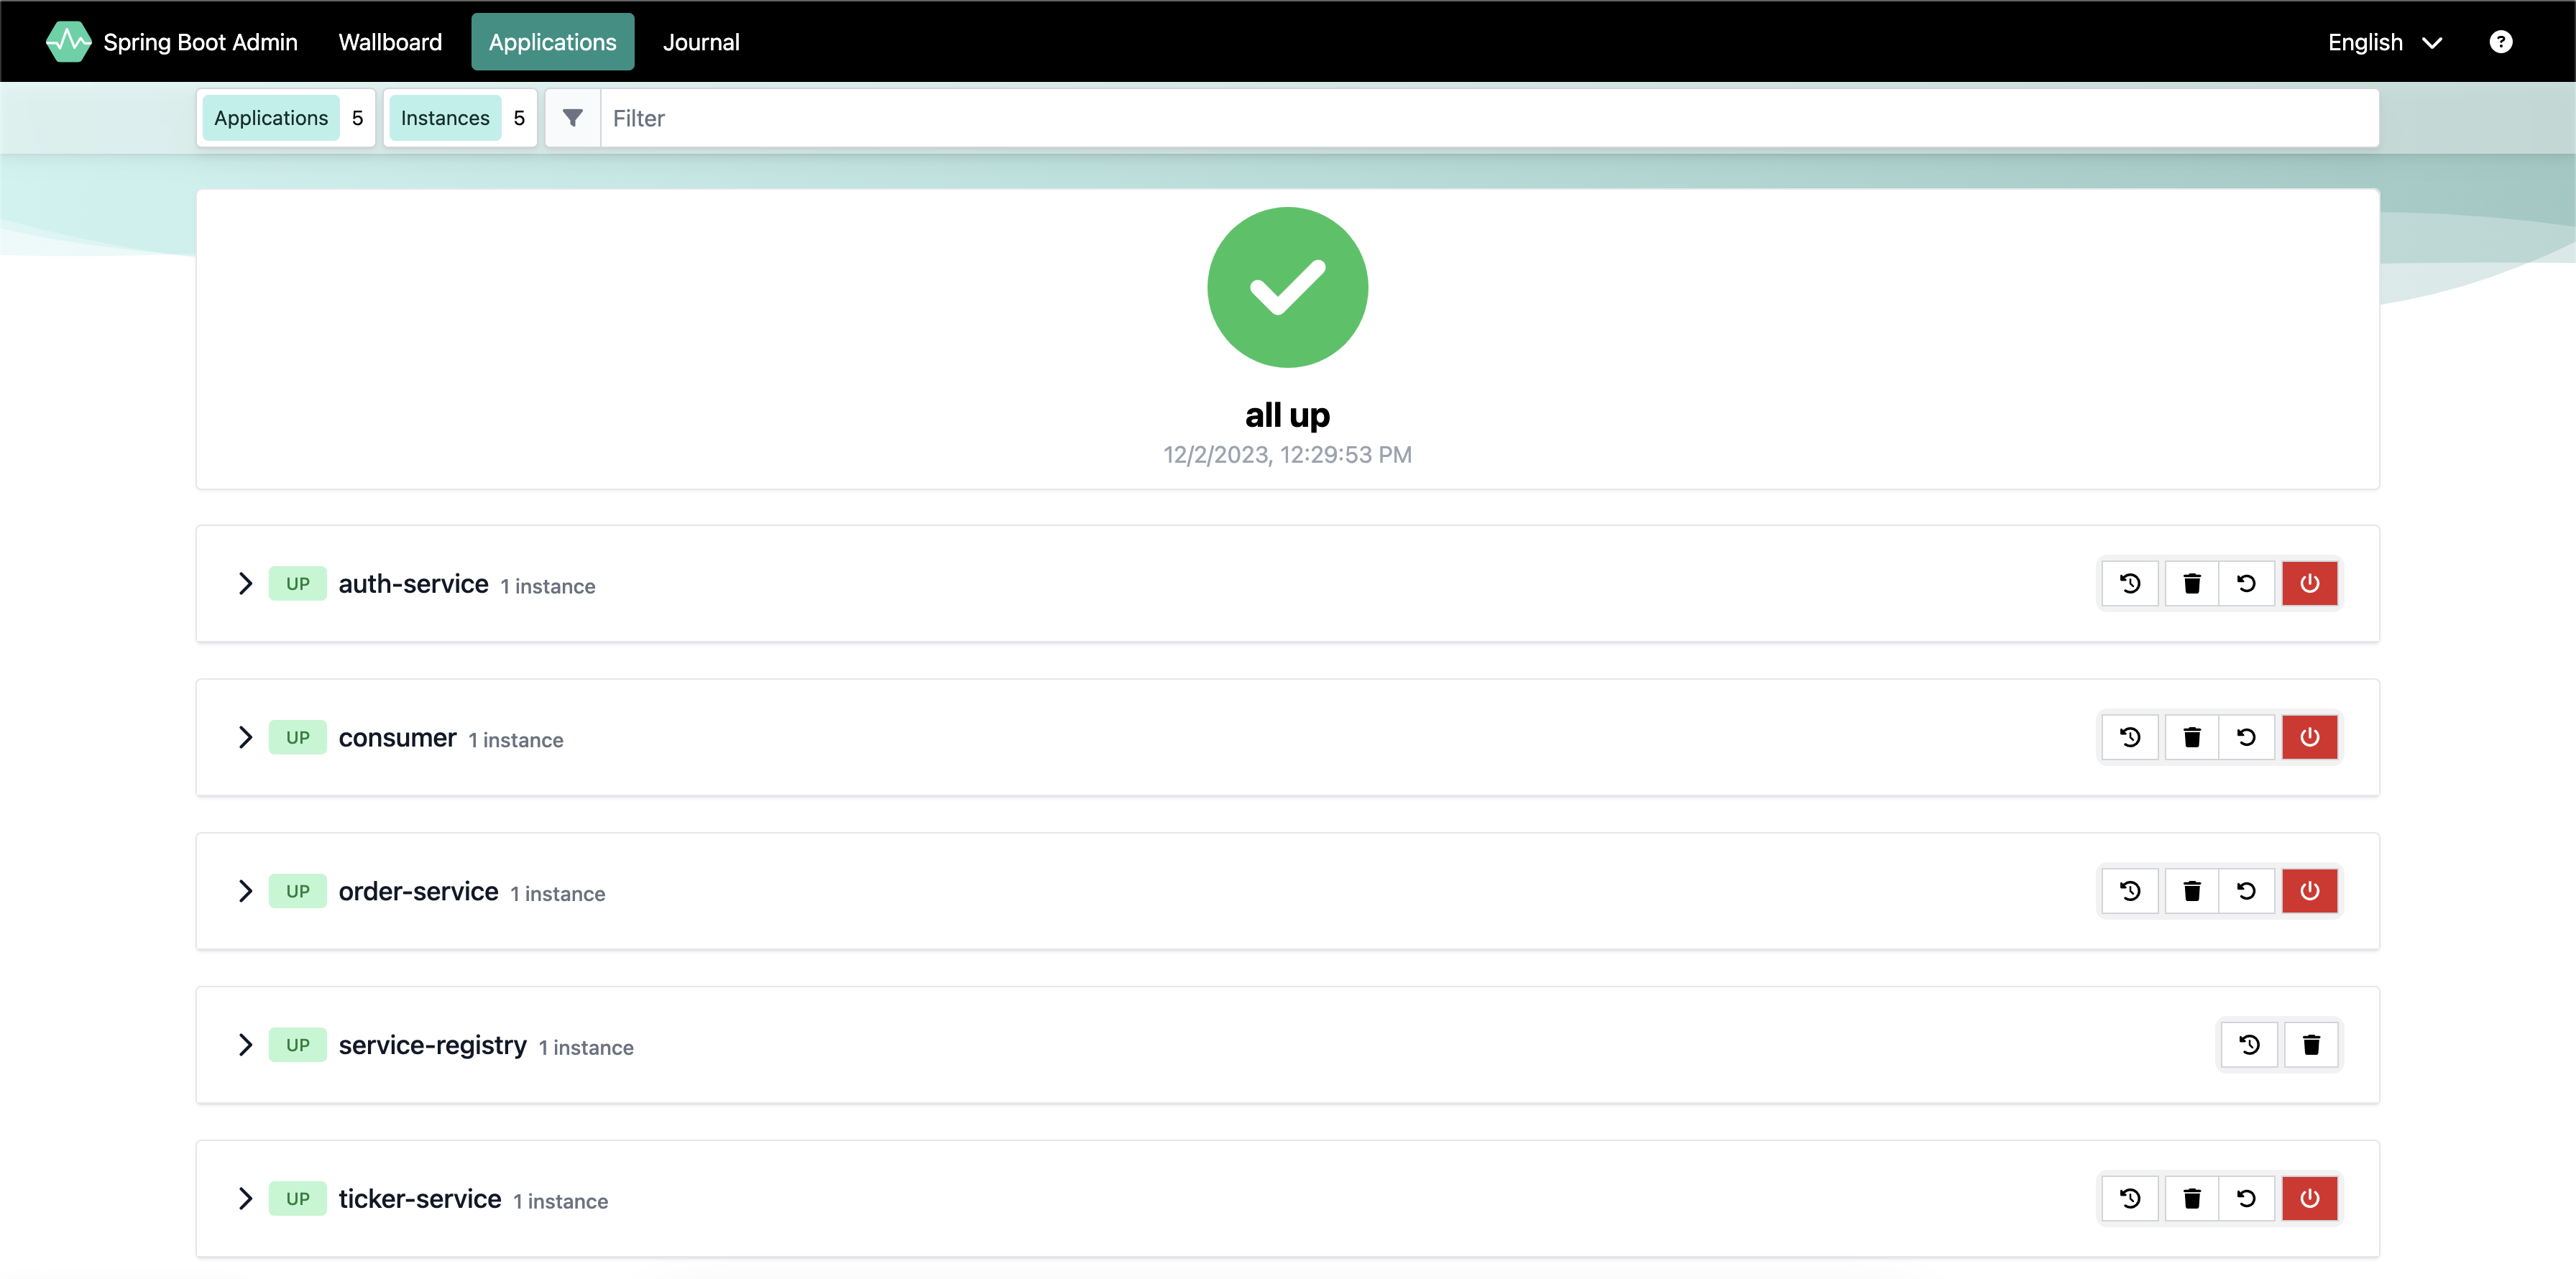 Spring Boot Admin Wallboard Applications Journal English ?
Applications 5 Instances 5 Filter
all up
12/2/2023, 12:29:53 PM
UP auth-service 1 instance
UP consumer 1 instance
UP order-service 1 instance
UP service-registry 1 instance
UP ticker-service 1 instance